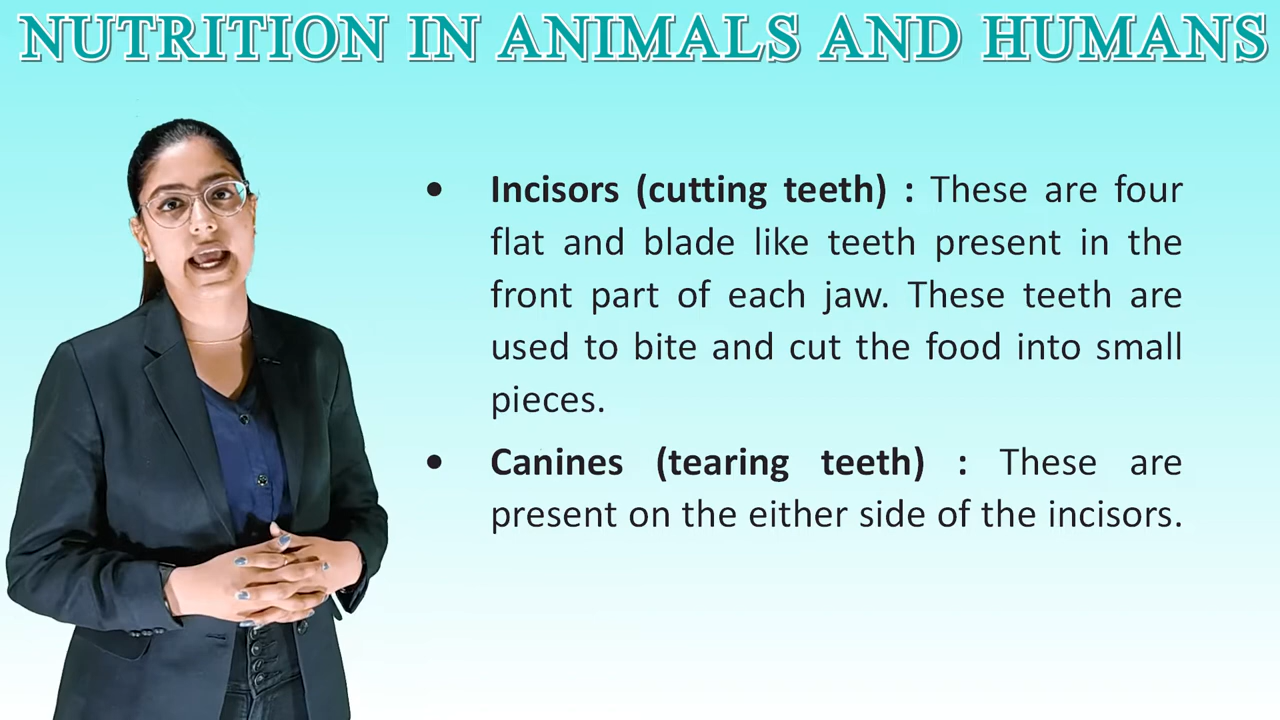 NUTRITION IN ANIMALS AND HUMANS
• Incisors (cutting teeth) : These are four
flat and blade like teeth present in the
front part of each jaw. These teeth are
used to bite and cut the food into small
pieces.
• Canines (tearing teeth) : These are
present on the either side of the incisors.